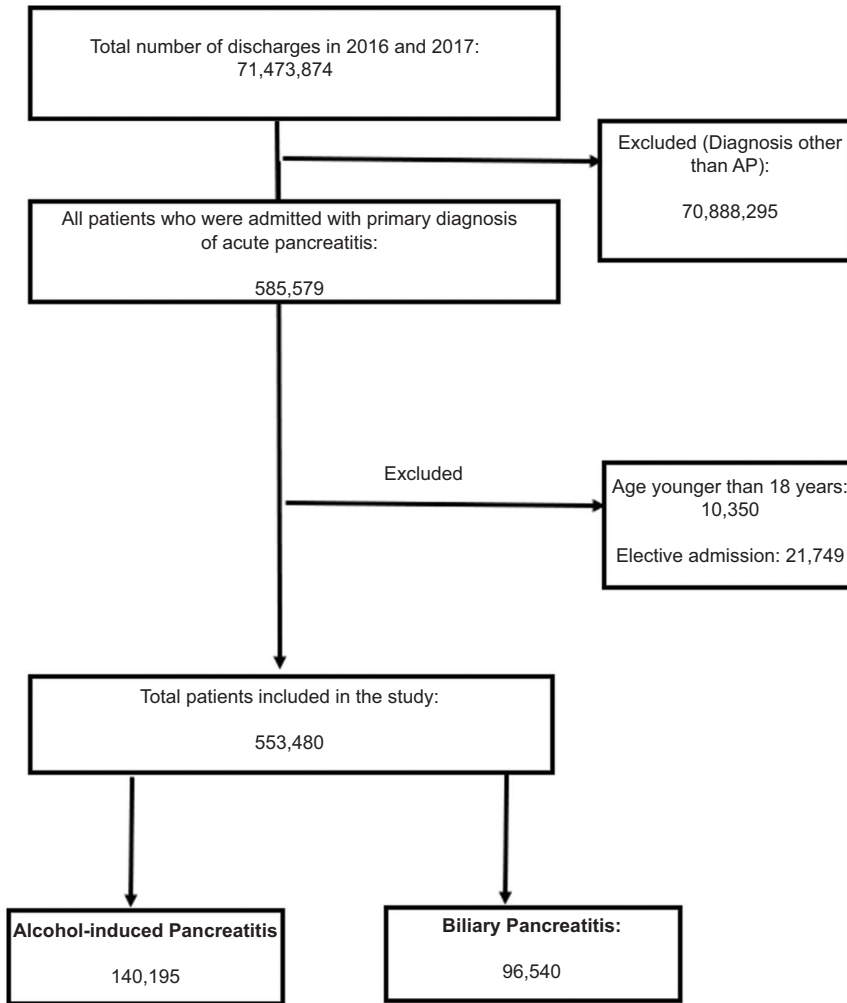 Total number of discharges in 2016 and 2017:
71,473,874
Excluded (Diagnosis other
than AP):
70,888,295
All patients who were admitted with primary diagnosis
of acute pancreatitis:
585,579
Excluded
Age younger than 18 years:
10,350
Elective admission: 21,749
Total patients included in the study:
553,480
Alcohol-induced Pancreatitis
140,195
Biliary Pancreatitis:
96,540